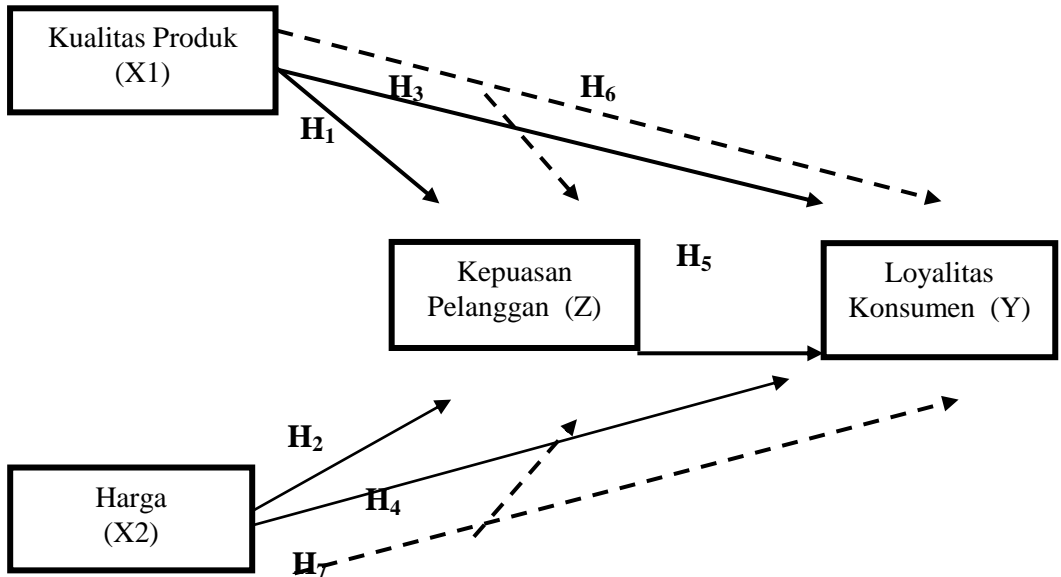 Kualitas Produk
(X1)
H3
H6
H1
Kepuasan
Pelanggan (Z)
H5
Loyalitas
Konsumen (Y)
H2
Harga
(X2)
H4
H7